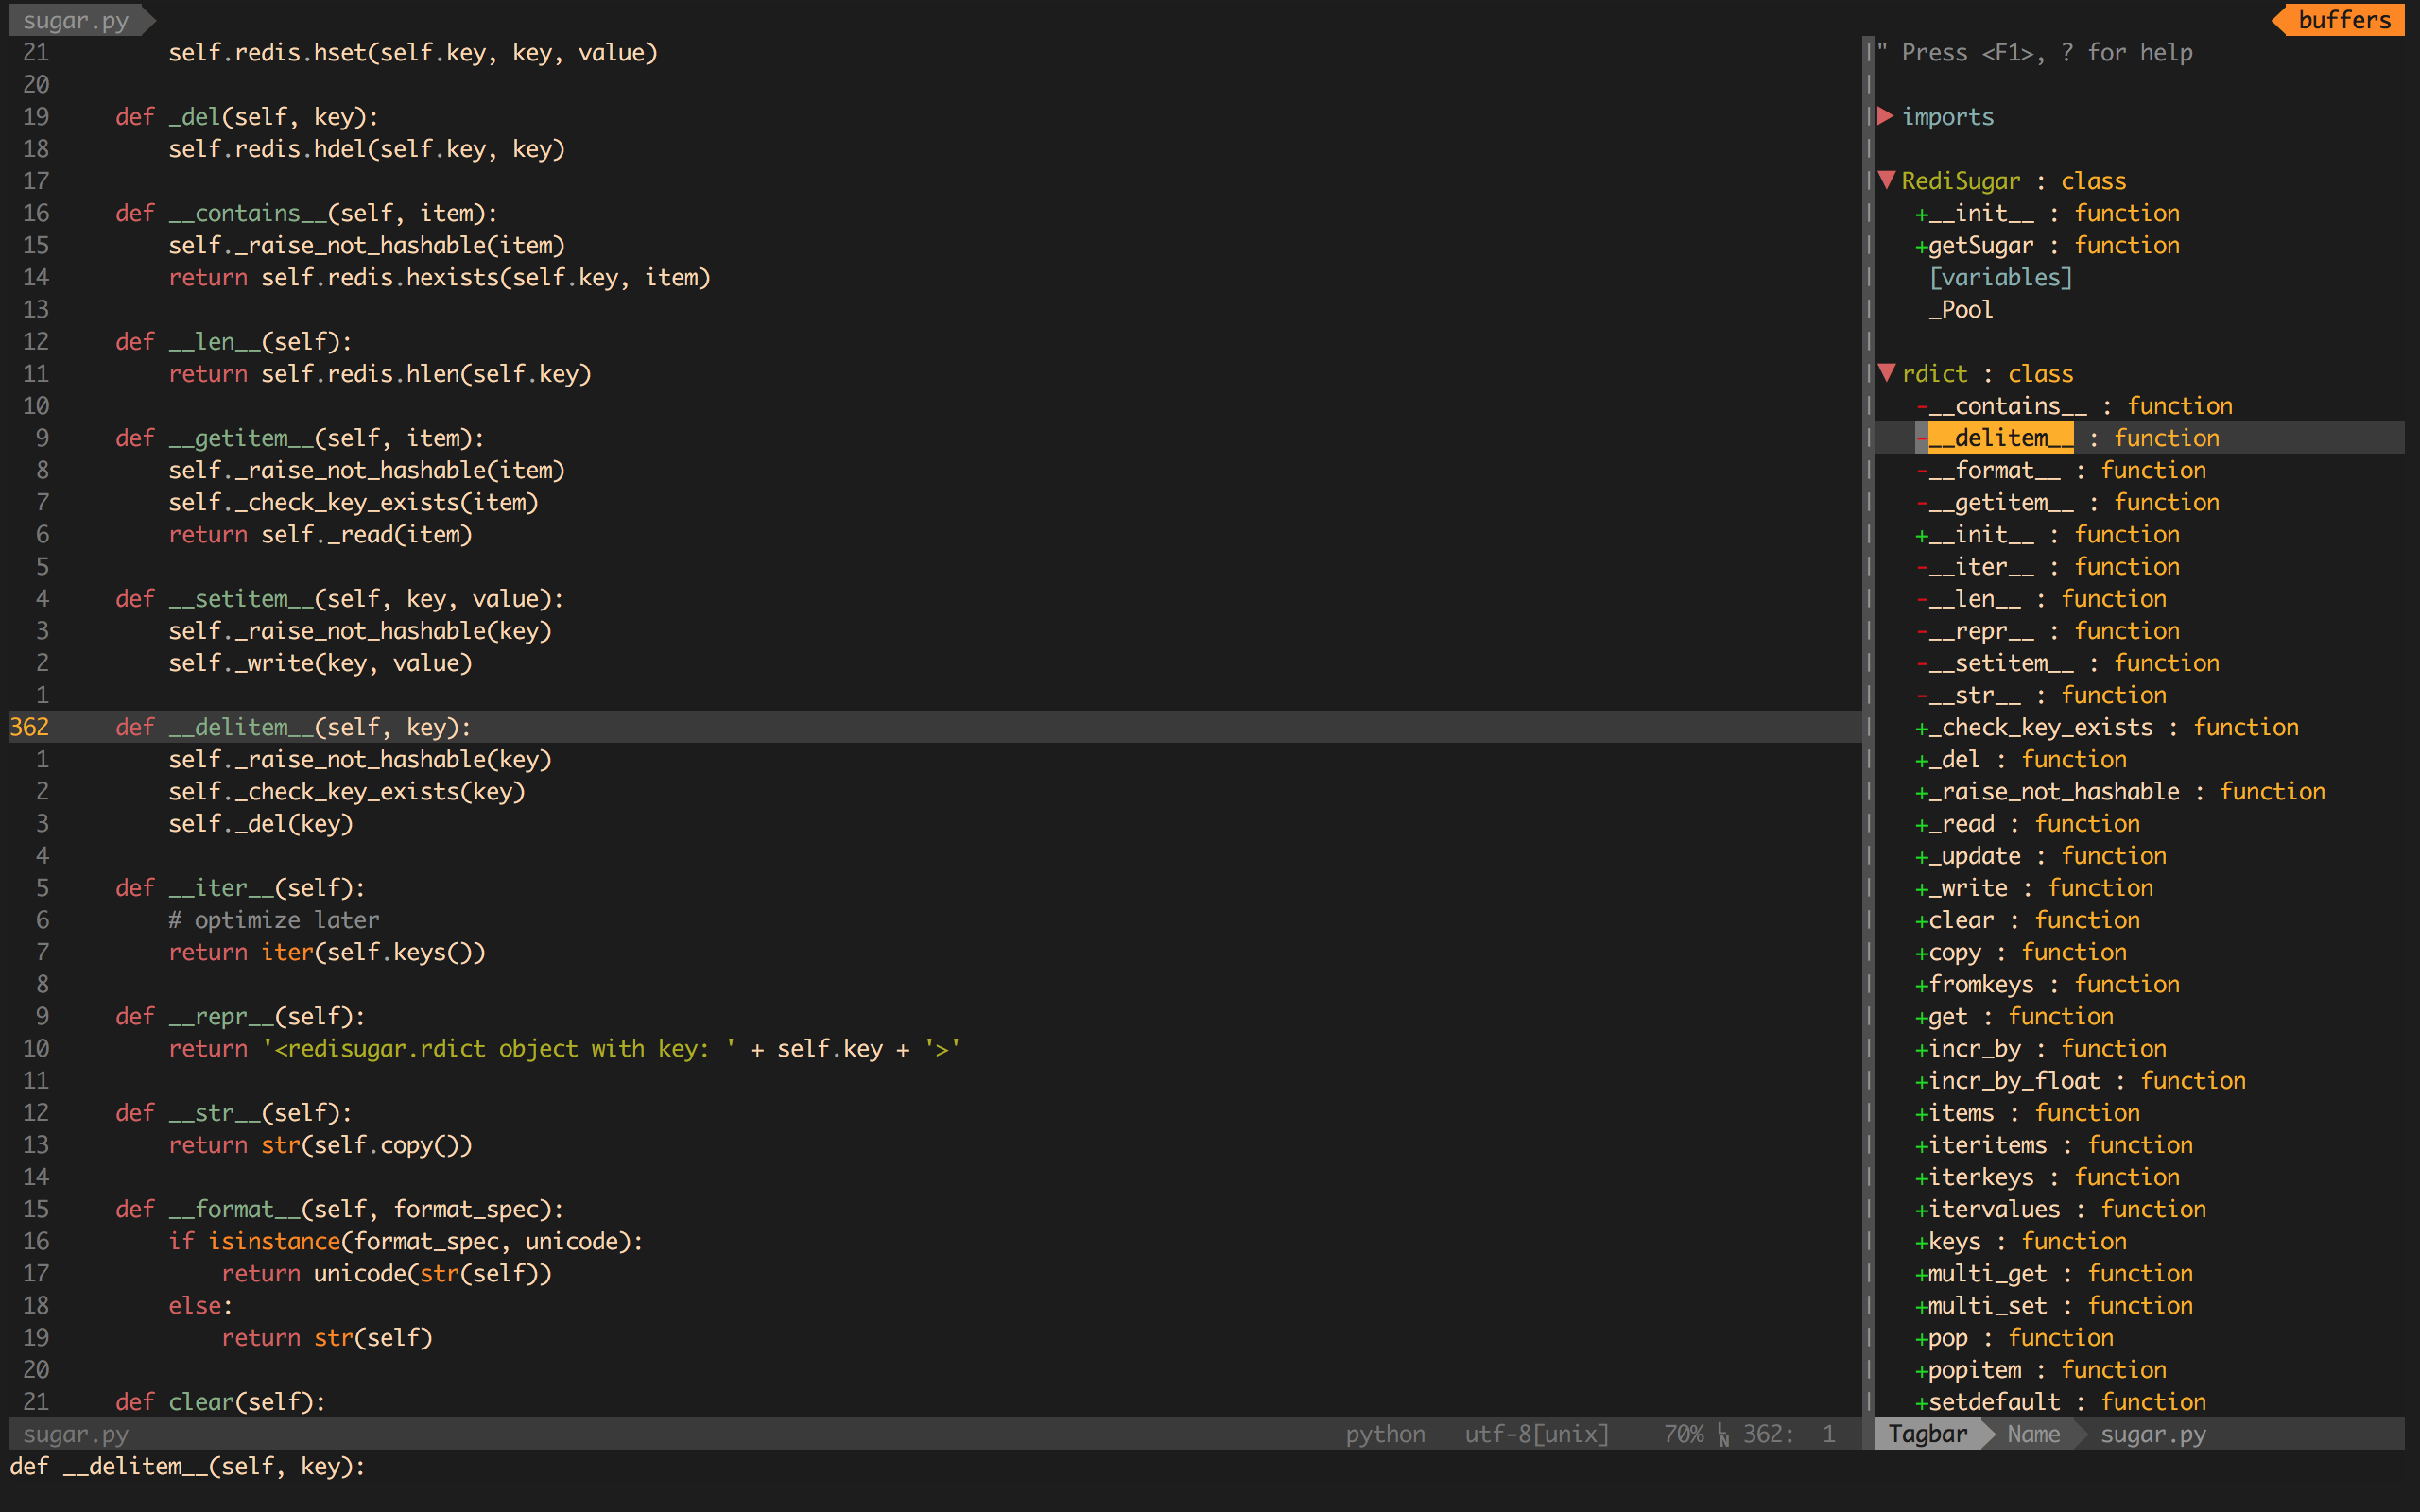 sugar.py
buffers
21         self.redis.hset(self.key, key, value)
20
19     def _del(self, key):
18         self.redis.hdel(self.key, key)
17
16     def __contains__(self, item):
15         self._raise_not_hashable(item)
14         return self.redis.hexists(self.key, item)
13
12     def __len__(self):
11         return self.redis.hlen(self.key)
10
9     def __getitem__(self, item):
8         self._raise_not_hashable(item)
7         self._check_key_exists(item)
6         return self._read(item)
5
4     def __setitem__(self, key, value):
3         self._raise_not_hashable(key)
2         self._write(key, value)
1
362     def __delitem__(self, key):
1         self._raise_not_hashable(key)
2         self._check_key_exists(key)
3         self._del(key)
4
5     def __iter__(self):
6         # optimize later
7         return iter(self.keys())
8
9     def __repr__(self):
10         return '<redisugar.rdict object with key: ' + self.key + '>'
11
12     def __str__(self):
13         return str(self.copy())
14
15     def __format__(self, format_spec):
16         if isinstance(format_spec, unicode):
17             return unicode(str(self))
18         else:
19             return str(self)
20
21     def clear(self):
sugar.py python utf-8[unix] 70% LN 362: 1
def __delitem__(self, key):
" Press <F1>, ? for help
▶ imports
▼ RediSugar : class
+__init__ : function
+getSugar : function
[variables]
_Pool
▼ rdict : class
-__contains__ : function
-__delitem__ : function
-__format__ : function
-__getitem__ : function
+__init__ : function
-__iter__ : function
-__len__ : function
-__repr__ : function
-__setitem__ : function
-__str__ : function
+_check_key_exists : function
+_del : function
+_raise_not_hashable : function
+_read : function
+_update : function
+_write : function
+clear : function
+copy : function
+fromkeys : function
+get : function
+incr_by : function
+incr_by_float : function
+items : function
+iteritems : function
+iterkeys : function
+itervalues : function
+keys : function
+multi_get : function
+multi_set : function
+pop : function
+popitem : function
+setdefault : function
Tagbar Name sugar.py